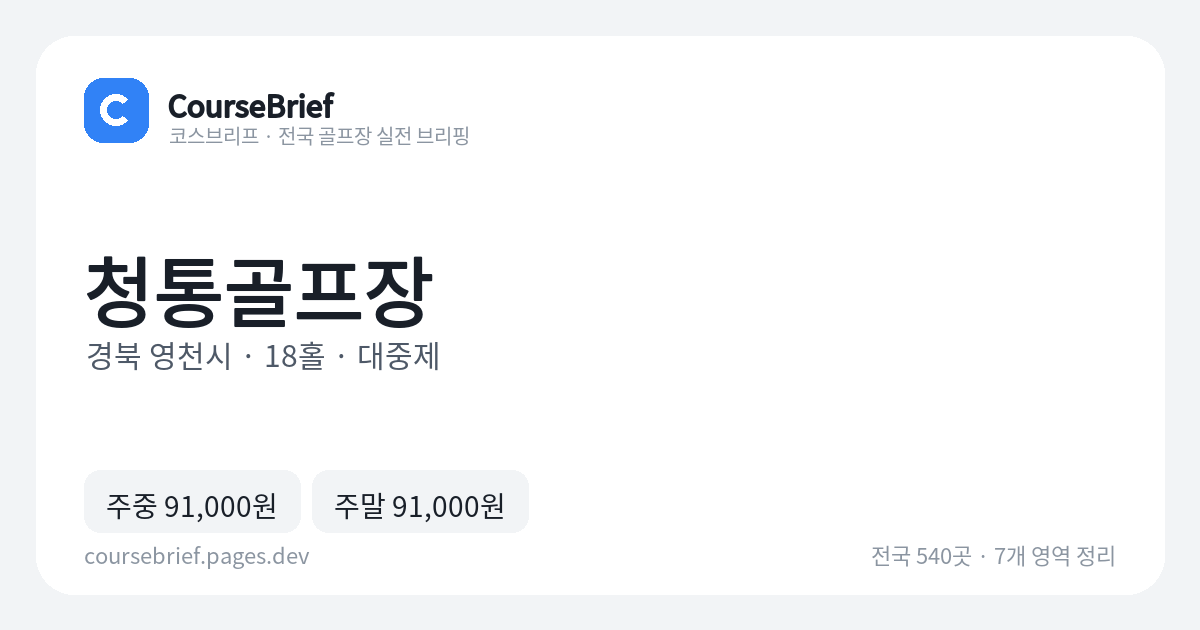 C
CourseBrief
코스브리프 · 전국 골프장 실전 브리핑
청통골프장
경북 영천시 · 18홀 · 대중제
주중 91,000원 주말 91,000원
coursebrief.pages.dev 전국 540곳 · 7개 영역 정리